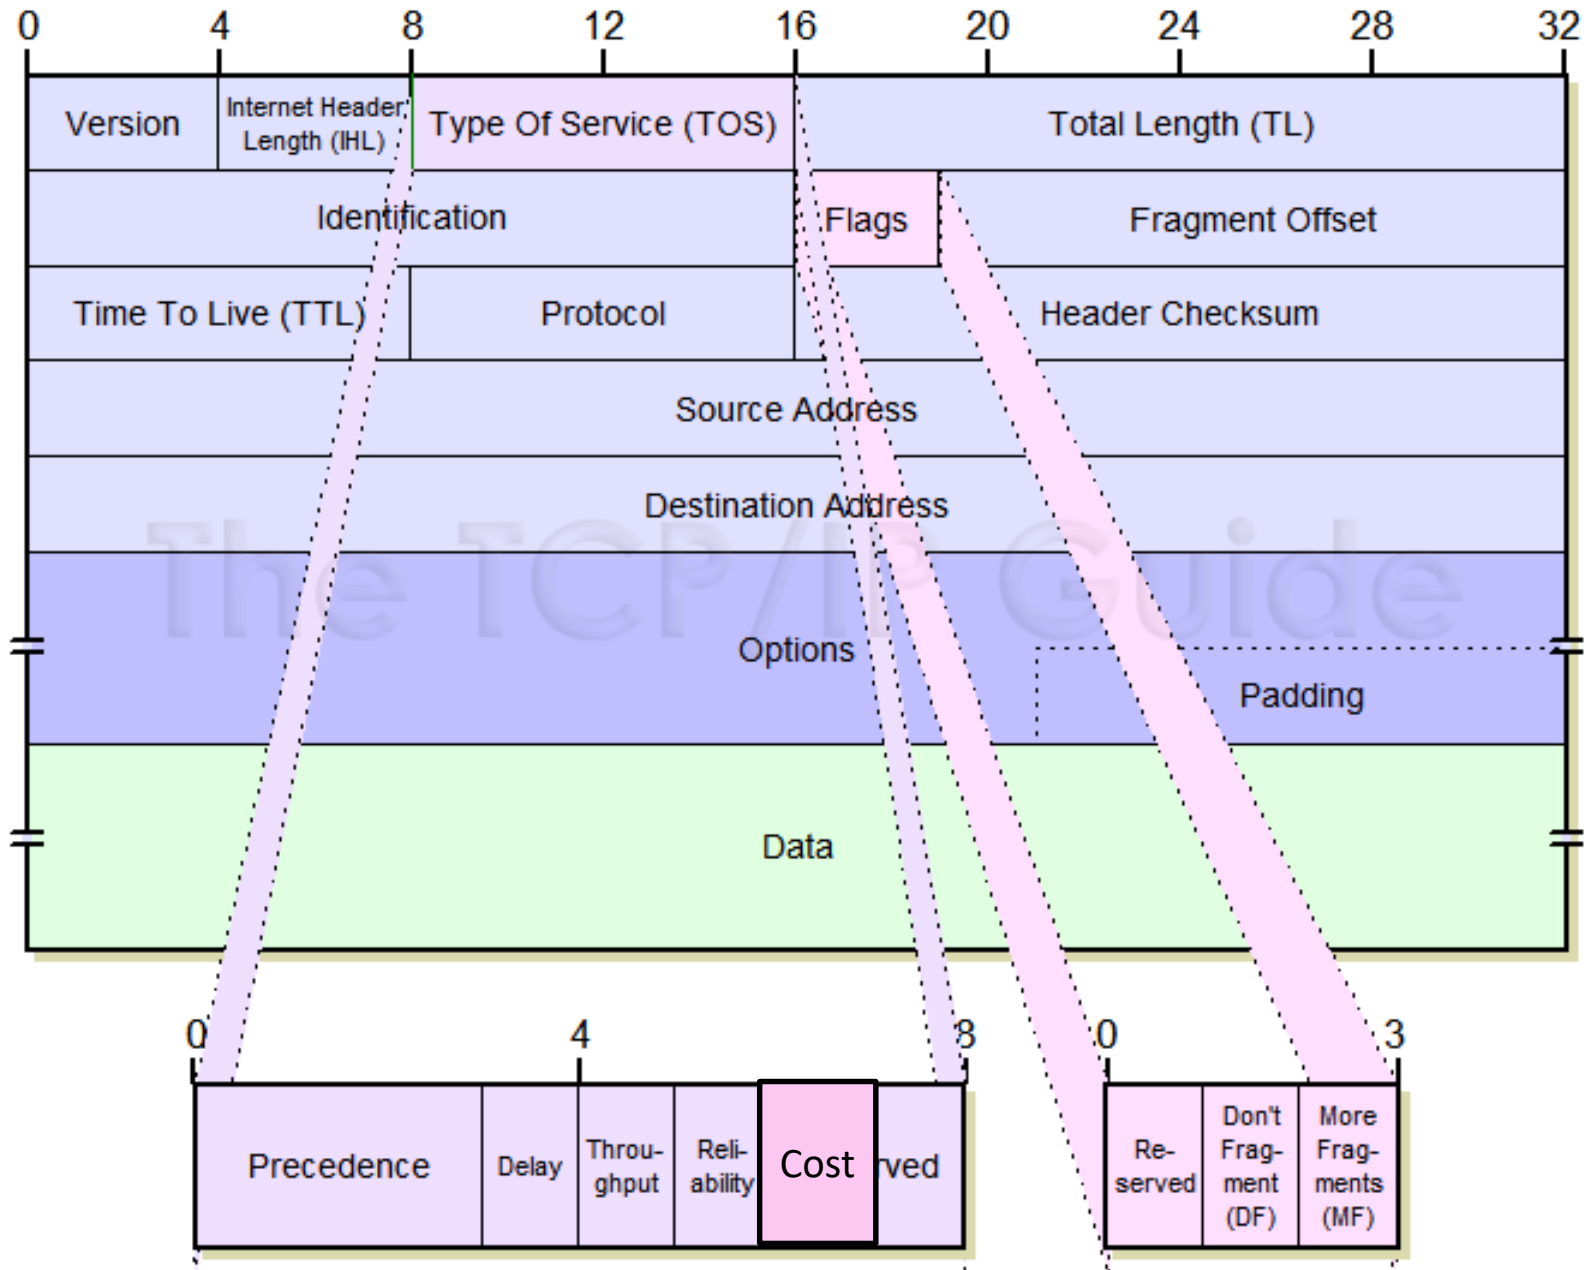 0 4 8 12 16 20 24 28 32
Version
Internet Header
Length (IHL)
Type Of Service (TOS)
Total Length (TL)
Identification
Flags
Fragment Offset
Time To Live (TTL)
Protocol
Header Checksum
Source Address
Destination Address
The TCP/IP Guide
Options
Padding
Data
0 4 8
0 3
Precedence
Delay
Throu-
ghput
Reli-
ability
Cost
rved
Re-
served
Don't
Frag-
ment
(DF)
More
Frag-
ments
(MF)